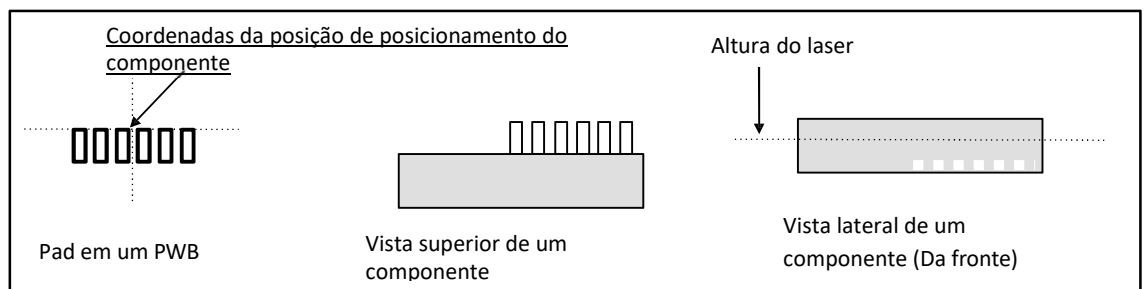 Coordenadas da posição de posicionamento do
componente
Altura do laser
Pad em um PWB
Vista superior de um
componente
Vista lateral de um
componente (Da fronte)